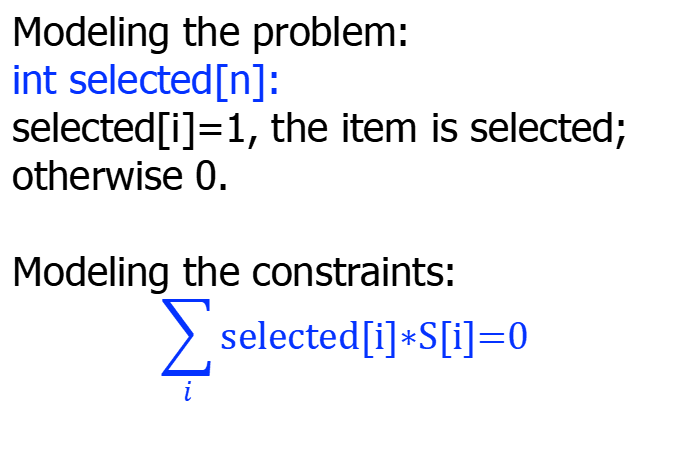 Modeling the problem:
int selected[n]:
selected[i]=1, the item is selected;
otherwise 0.
Modeling the constraints:
∑ selected[i]*S[i]=0
i